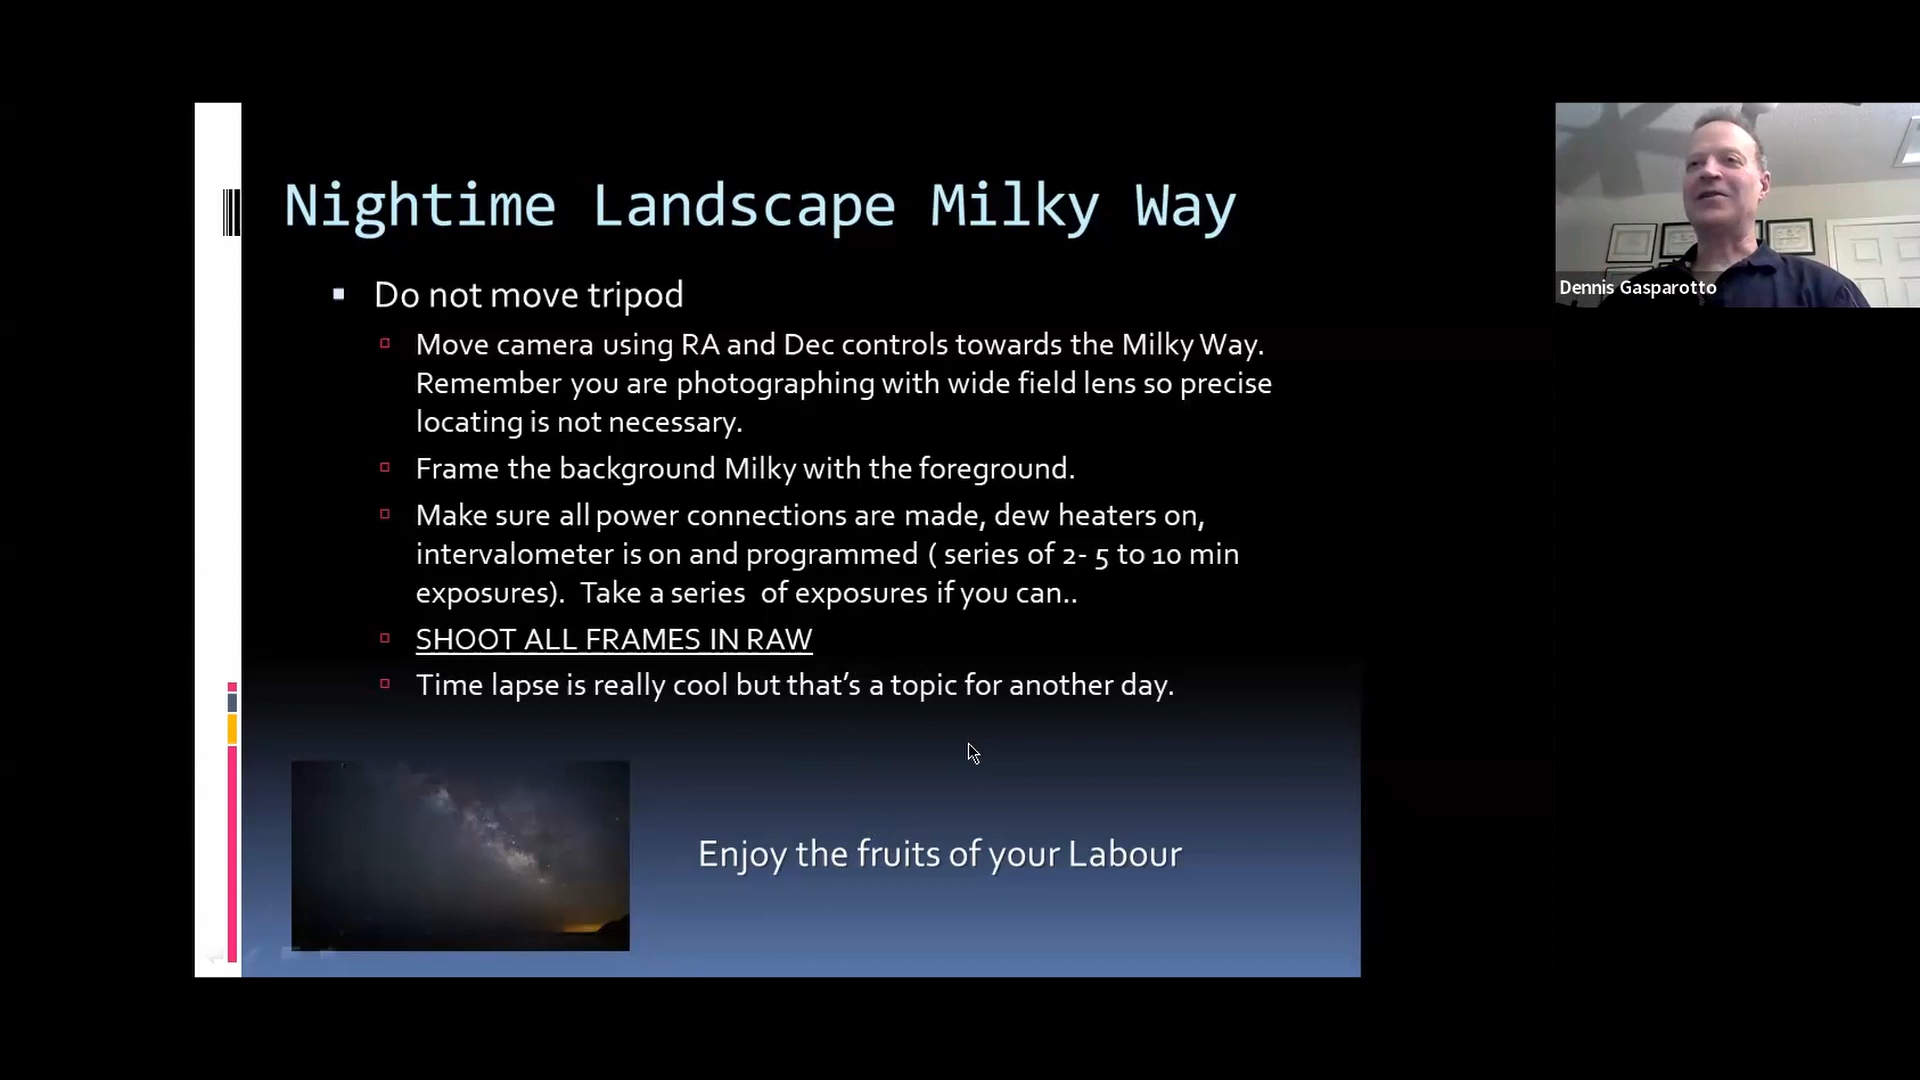 Nightime Landscape Milky Way
Do not move tripod
Move camera using RA and Dec controls towards the Milky Way.
Remember you are photographing with wide field lens so precise
locating is not necessary.
Frame the background Milky with the foreground.
Make sure all power connections are made, dew heaters on,
intervalometer is on and programmed ( series of 2- 5 to 10 min
exposures). Take a series of exposures if you can..
SHOOT ALL FRAMES IN RAW
Time lapse is really cool but that’s a topic for another day.
Enjoy the fruits of your Labour
Dennis Gasparotto